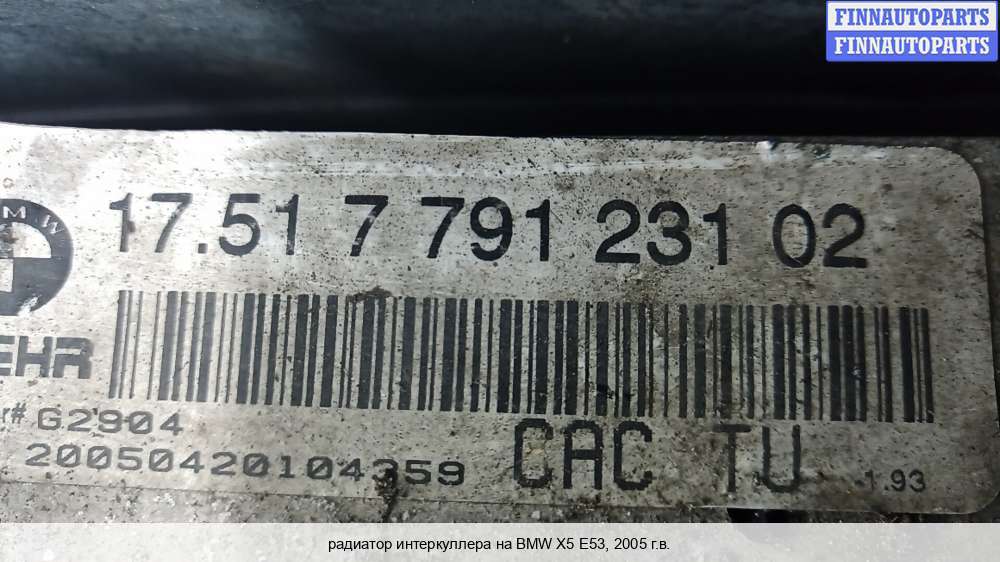 FINNAUTOPARTS
FINNAUTOPARTS
17.51 7 791 231 02
BMW
EHR
r# G2904
20050420104359
CAC TU
1.93
радиатор интеркуллера на BMW X5 E53, 2005 г.в.